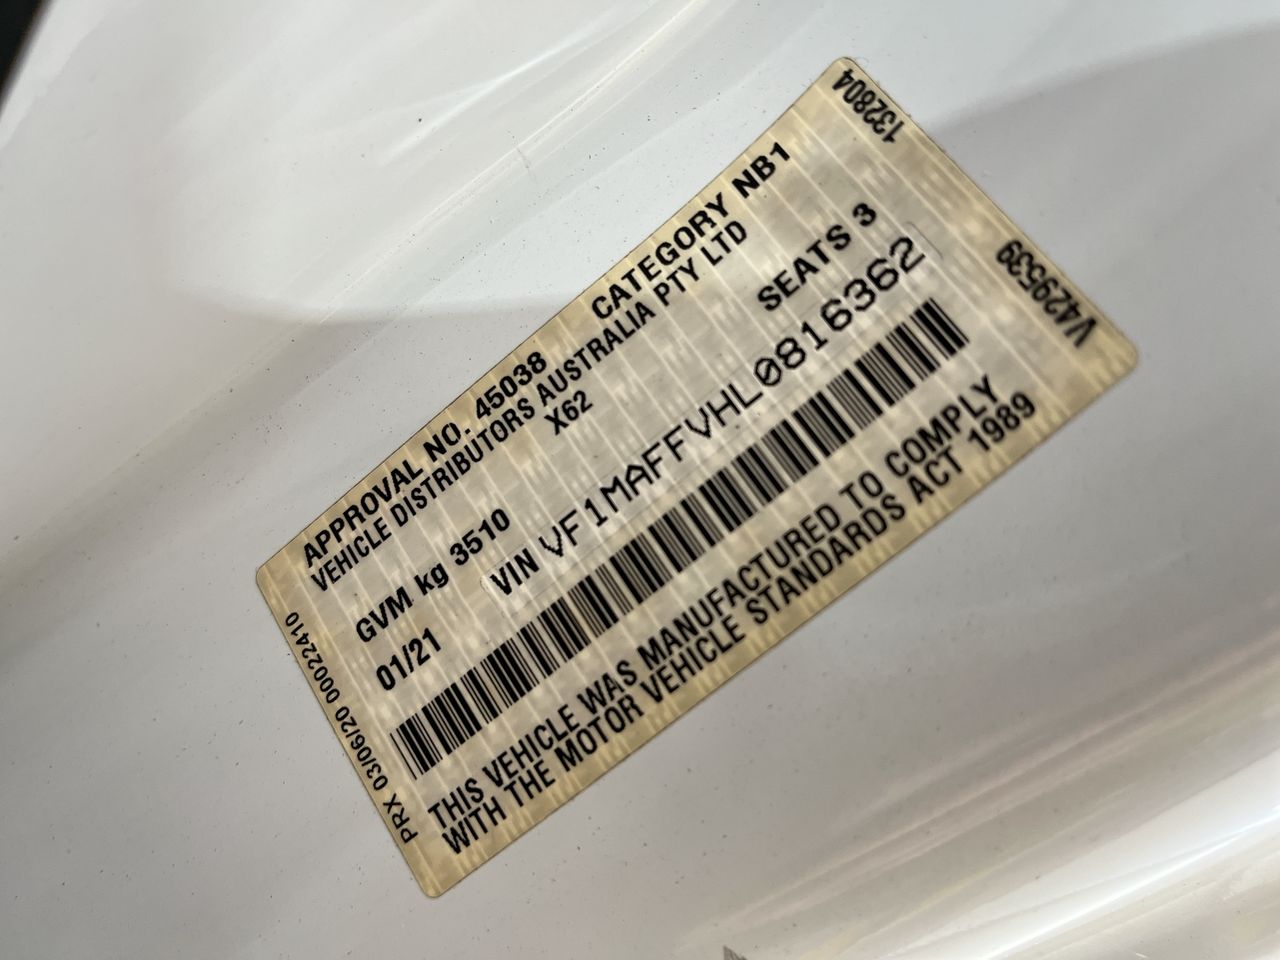 132804
APPROVAL NO. 45038 CATEGORY NB1
VEHICLE DISTRIBUTORS AUSTRALIA PTY LTD
X62
GVM kg 3510 SEATS 3
01/21 VIN VF1MAFFVHL0816362
THIS VEHICLE WAS MANUFACTURED TO COMPLY
WITH THE MOTOR VEHICLE STANDARDS ACT 1989
V429539
PRX 03/06/20 00022410